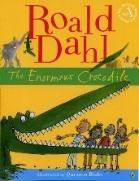 Roald
Dahl
The Enormous Crocodile
Illustrated by Quentin Blake